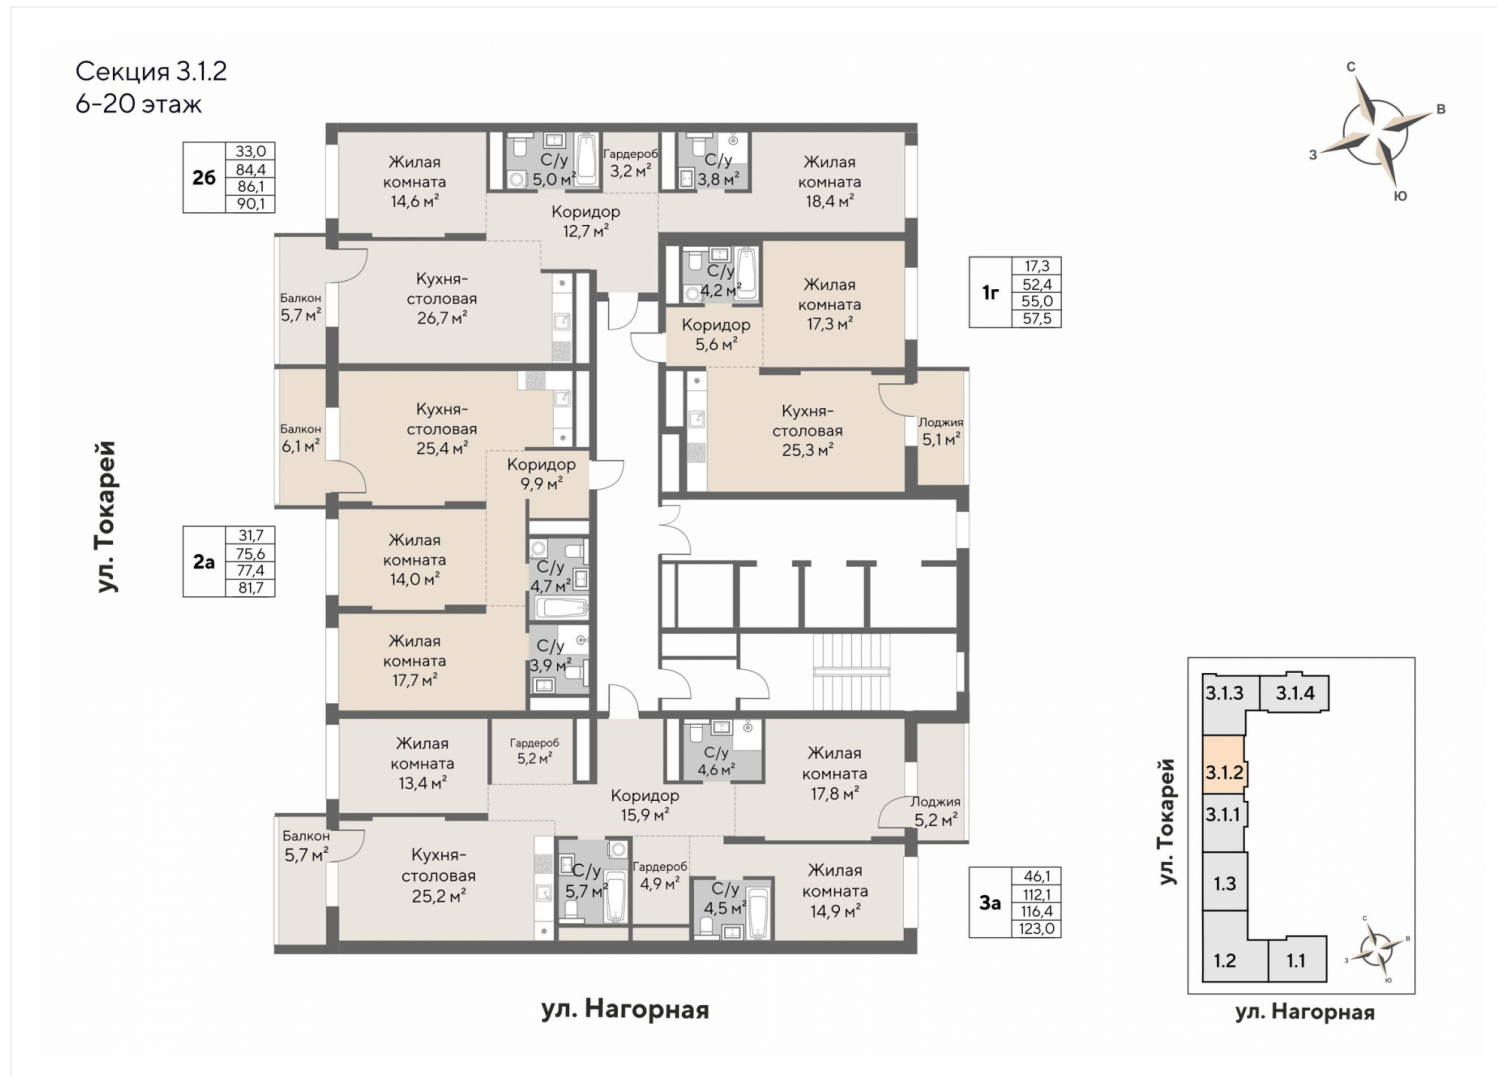 Секция 3.1.2
6-20 этаж
С
В
З
Ю
2б
33,0
84,4
86,1
90,1
Жилая
комната
14,6 м²
С/у
5,0 м²
Гардероб
3,2 м²
С/у
3,8 м²
Жилая
комната
18,4 м²
Коридор
12,7 м²
Балкон
5,7 м²
Кухня-
столовая
26,7 м²
С/у
4,2 м²
Жилая
комната
17,3 м²
Коридор
5,6 м²
1г
17,3
52,4
55,0
57,5
Балкон
6,1 м²
Кухня-
столовая
25,4 м²
Кухня-
столовая
25,3 м²
Лоджия
5,1 м²
Коридор
9,9 м²
ул. Токарей
2а
31,7
75,6
77,4
81,7
Жилая
комната
14,0 м²
С/у
4,7 м²
Жилая
комната
17,7 м²
С/у
3,9 м²
Жилая
комната
13,4 м²
Гардероб
5,2 м²
С/у
4,6 м²
Жилая
комната
17,8 м²
Коридор
15,9 м²
Лоджия
5,2 м²
Балкон
5,7 м²
Кухня-
столовая
25,2 м²
С/у
5,7 м²
Гардероб
4,9 м²
С/у
4,5 м²
Жилая
комната
14,9 м²
3а
46,1
112,1
116,4
123,0
ул. Нагорная
3.1.3
3.1.4
3.1.2
3.1.1
1.3
1.2
1.1
ул. Токарей
С
В
З
Ю
ул. Нагорная